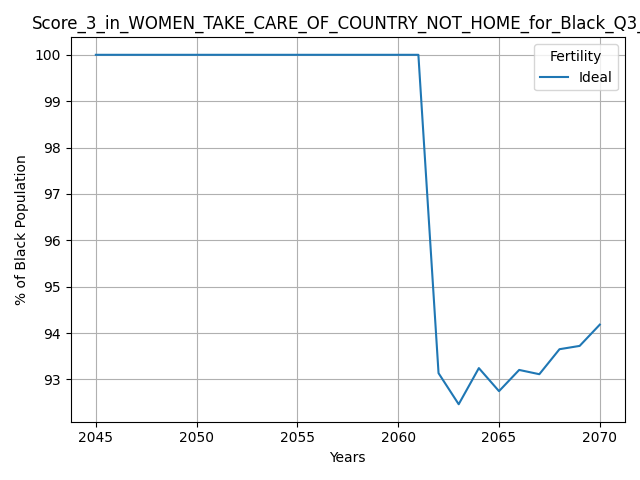 Score_3_in_WOMEN_TAKE_CARE_OF_COUNTRY_NOT_HOME_for_Black_Q3_
Fertility
Ideal
100
99
98
97
96
95
94
93
% of Black Population
2045 2050 2055 2060 2065 2070
Years